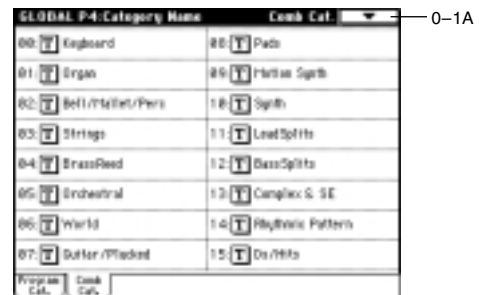 GLOBAL P4:Category Name
Comb Cat.
0–1A
00: T Keyboard
01: T Organ
02: T Bell/Mallet/Perc
03: T Strings
04: T BrassReed
05: T Orchestral
06: T World
07: T Guitar/Plucked
08: T Pads
09: T Motion Synth
10: T Synth
11: T LeadSplits
12: T BassSplits
13: T Complex & SE
14: T Rhythmic Pattern
15: T Dr/Hits
Program Cat.
Comb Cat.